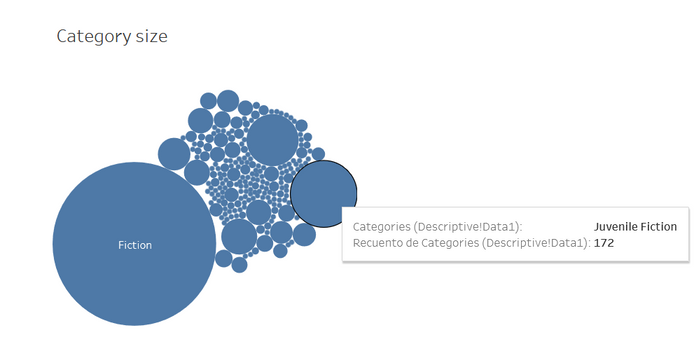 Category size
Fiction
Categories (Descriptive!Data1): Juvenile Fiction
Recuento de Categories (Descriptive!Data1): 172